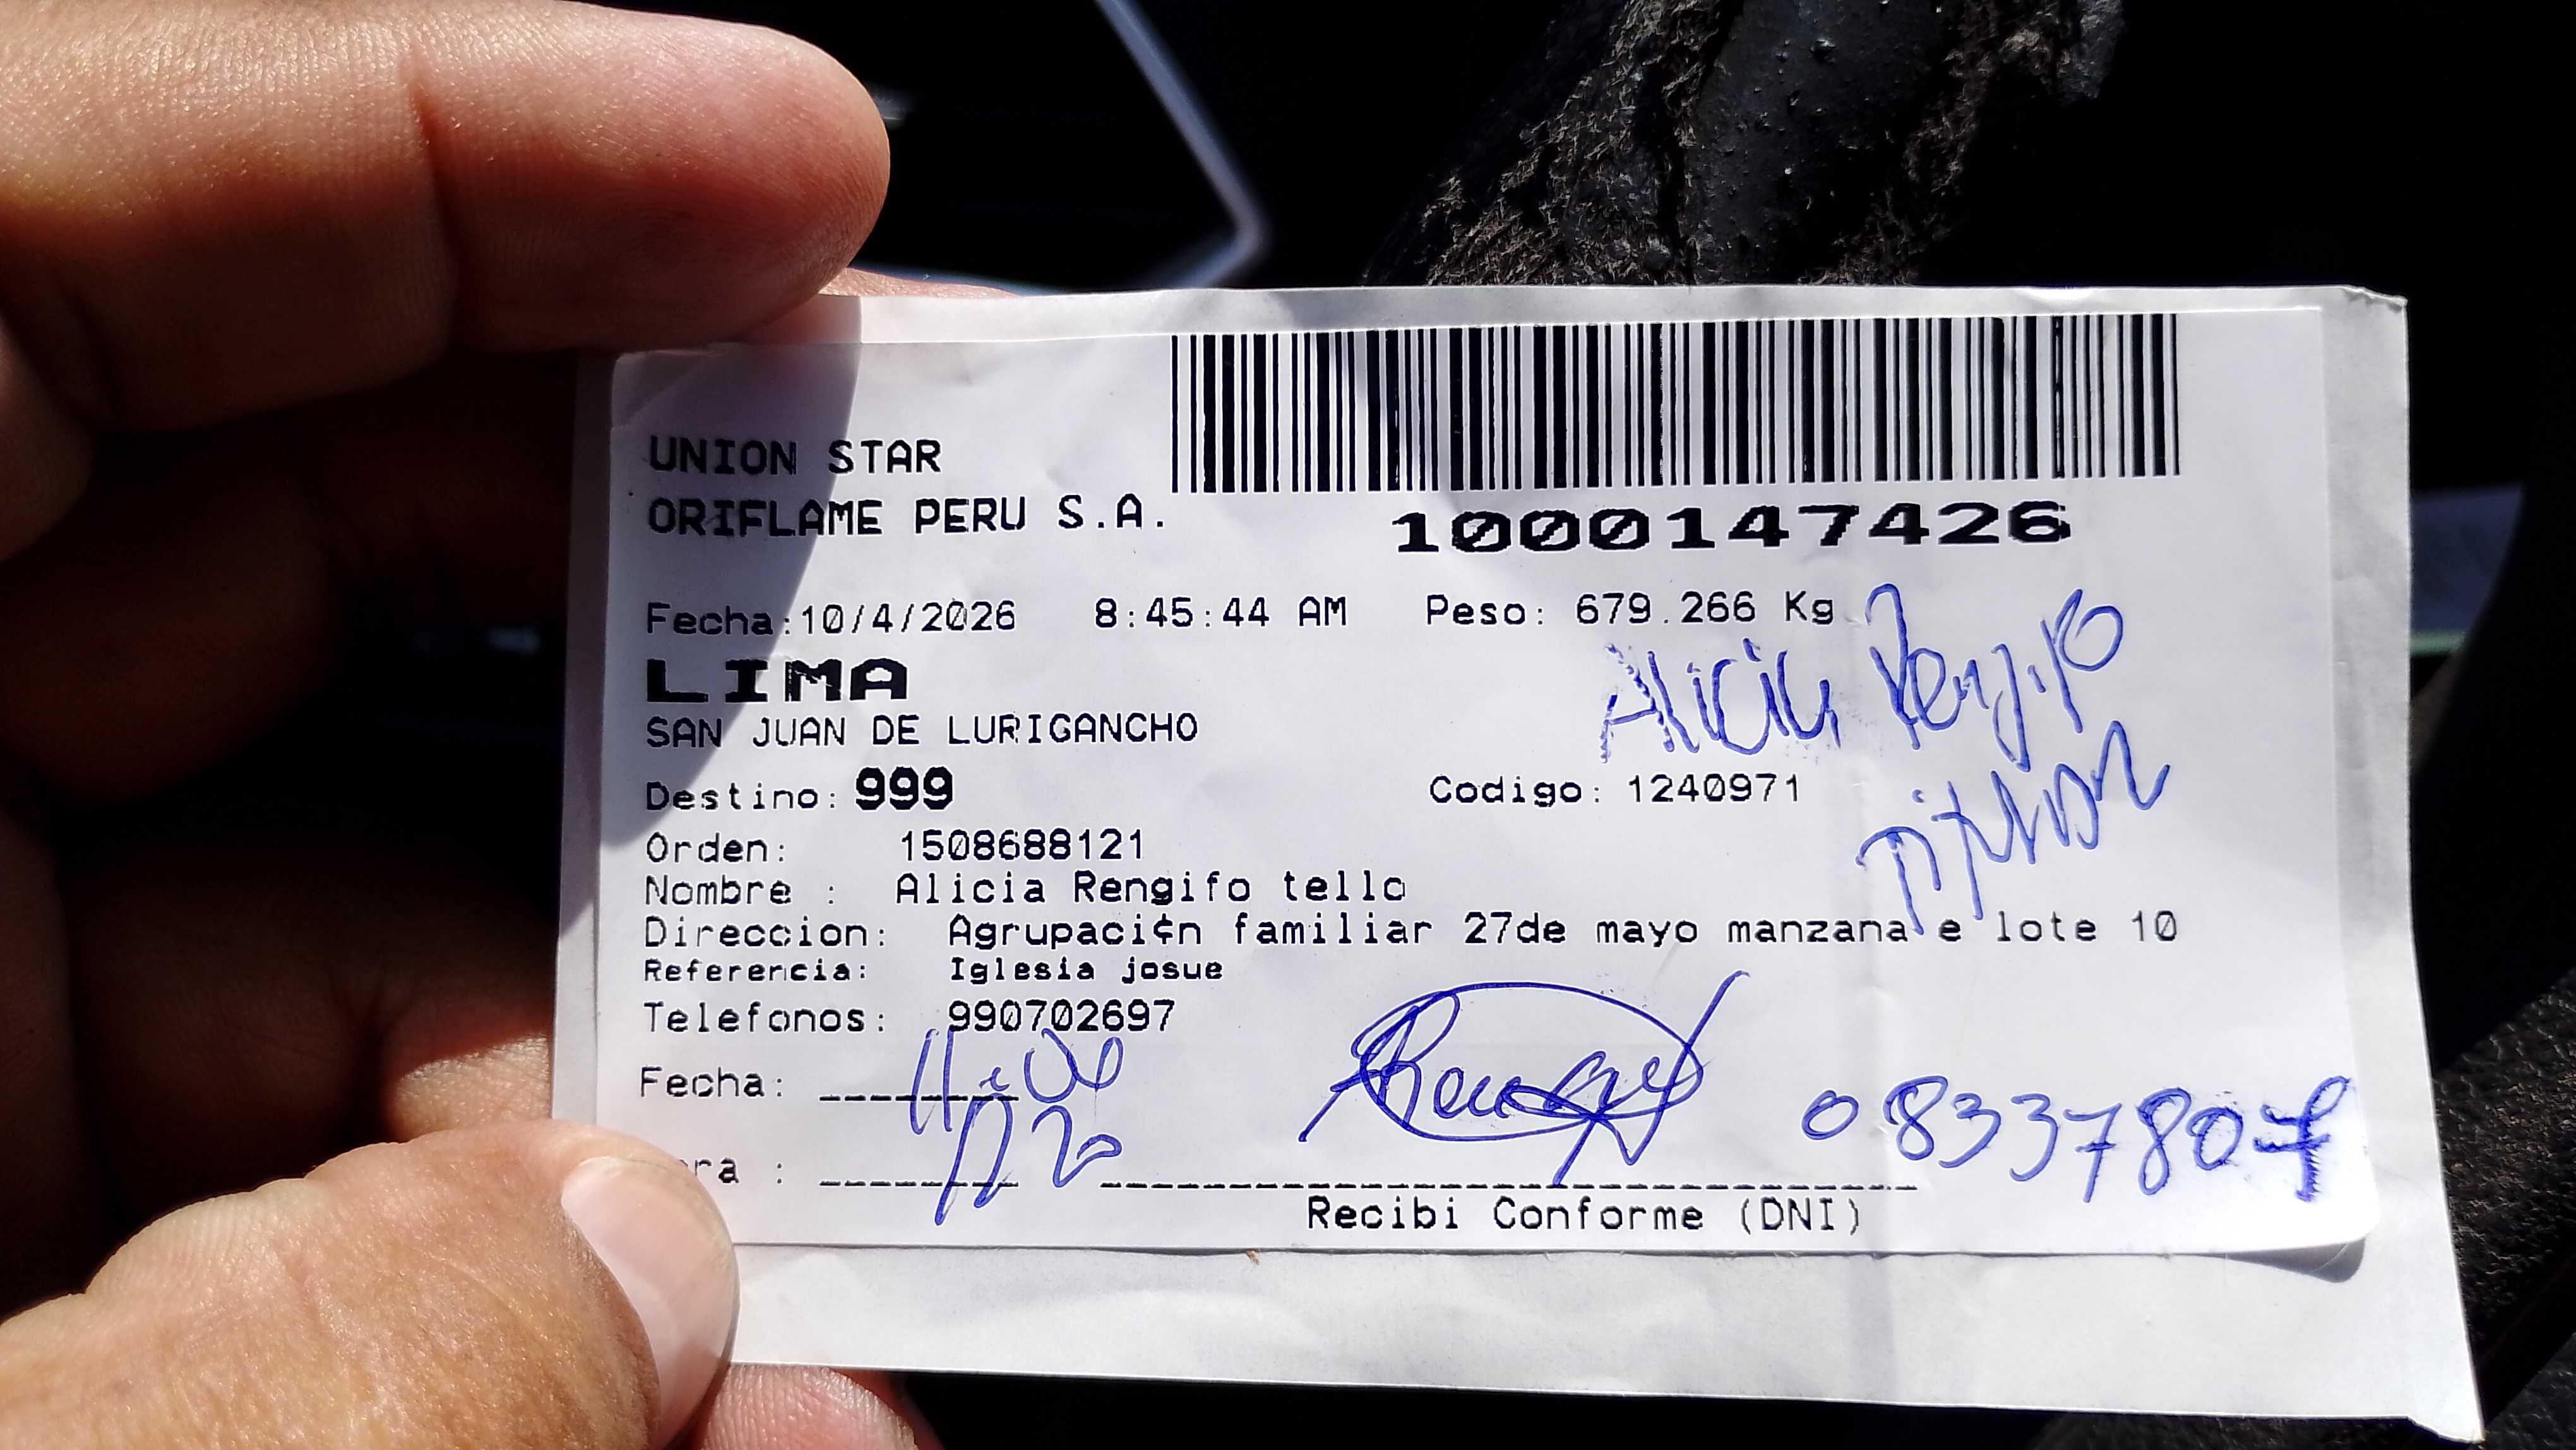 UNION STAR
ORIFLAME PERU S.A.
1000147426
Fecha:10/4/2026 8:45:44 AM Peso: 679.266 Kg
LIMA
Alicia Rengifo
SAN JUAN DE LURIGANCHO
Destino: 999 Codigo: 1240971
Orden: 1508688121
Nombre : Alicia Rengifo tello
Direccion: Agrupaci¢n familiar 27de mayo manzana e lote 10
Referencia: Iglesia josue
Telefonos: 990702697
Fecha:
08337807
ra :
Recibi Conforme (DNI)